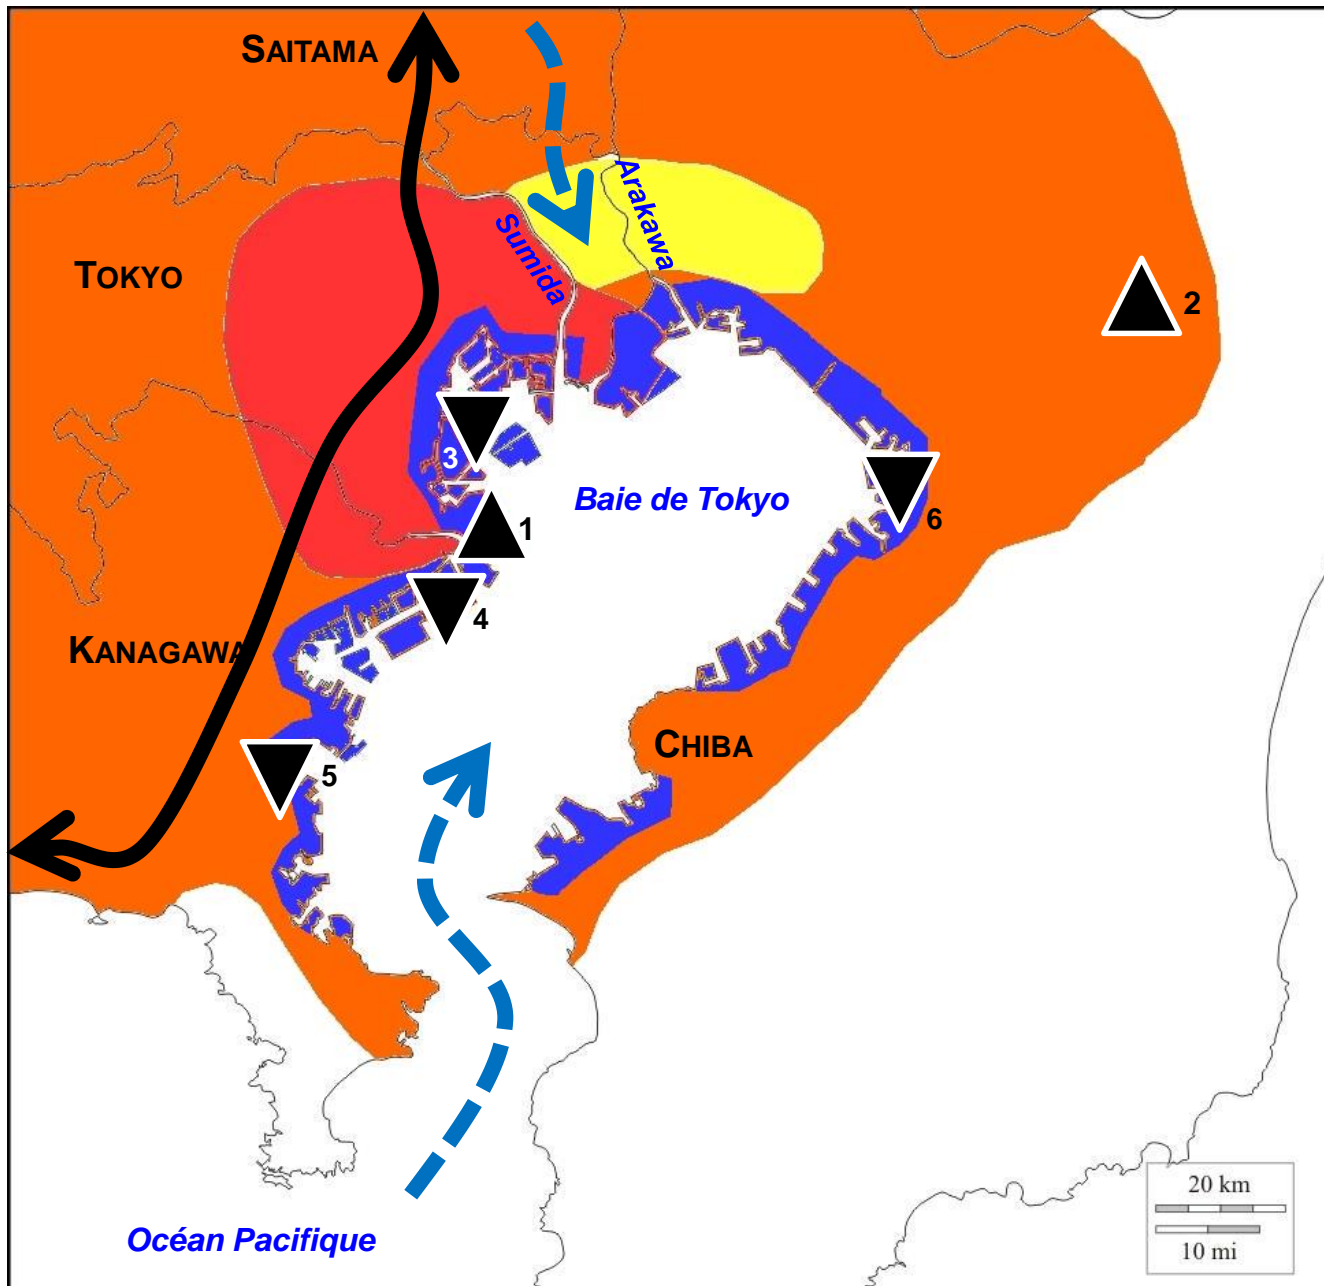 SAITAMA
Arakawa
Sumida
TOKYO
2
3
Baie de Tokyo
6
1
4
KANAGAWA
CHIBA
5
20 km
10 mi
Océan Pacifique